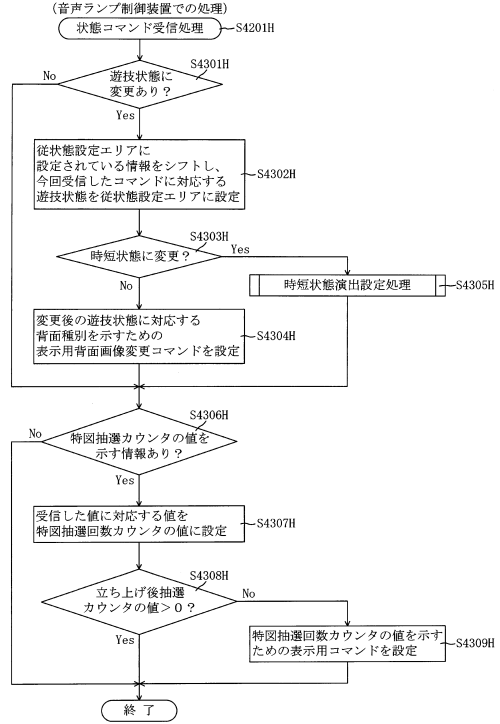 (音声ランプ制御装置での処理)
状態コマンド受信処理
S4201H
S4301H
No
遊技状態に
変更あり？
Yes
従状態設定エリアに
設定されている情報をシフトし、
今回受信したコマンドに対応する
遊技状態を従状態設定エリアに設定
S4302H
S4303H
時短状態に変更？
Yes
No
時短状態演出設定処理
S4305H
変更後の遊技状態に対応する
背面種別を示すための
表示用背面画像変更コマンドを設定
S4304H
S4306H
No
特図抽選カウンタの値を
示す情報あり？
Yes
受信した値に対応する値を
特図抽選回数カウンタの値に設定
S4307H
S4308H
立ち上げ後抽選
カウンタの値＞０？
No
Yes
特図抽選回数カウンタの値を示す
ための表示用コマンドを設定
S4309H
終 了